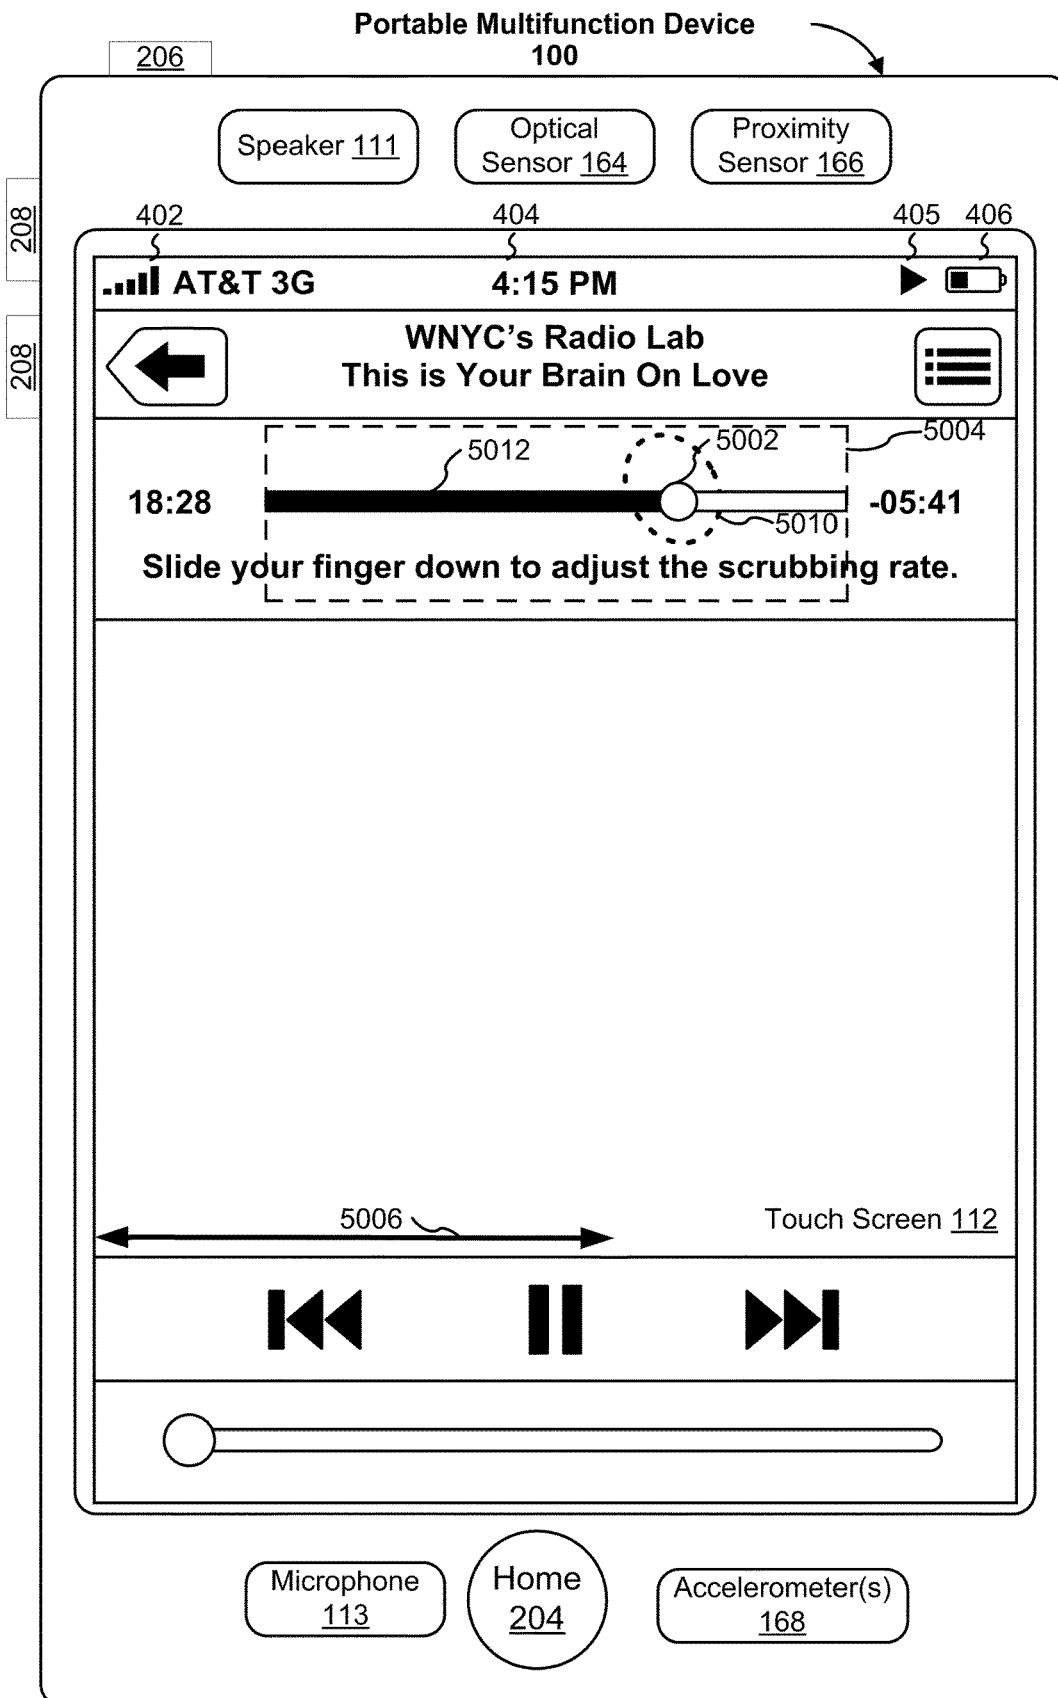 Portable Multifunction Device
100
206
Speaker 111
Optical
Sensor 164
Proximity
Sensor 166
208
402
404
405
406
AT&T 3G
4:15 PM
208
WNYC's Radio Lab
This is Your Brain On Love
5012
5002
5004
18:28
-05:41
5010
Slide your finger down to adjust the scrubbing rate.
5006
Touch Screen 112
Microphone
113
Home
204
Accelerometer(s)
168